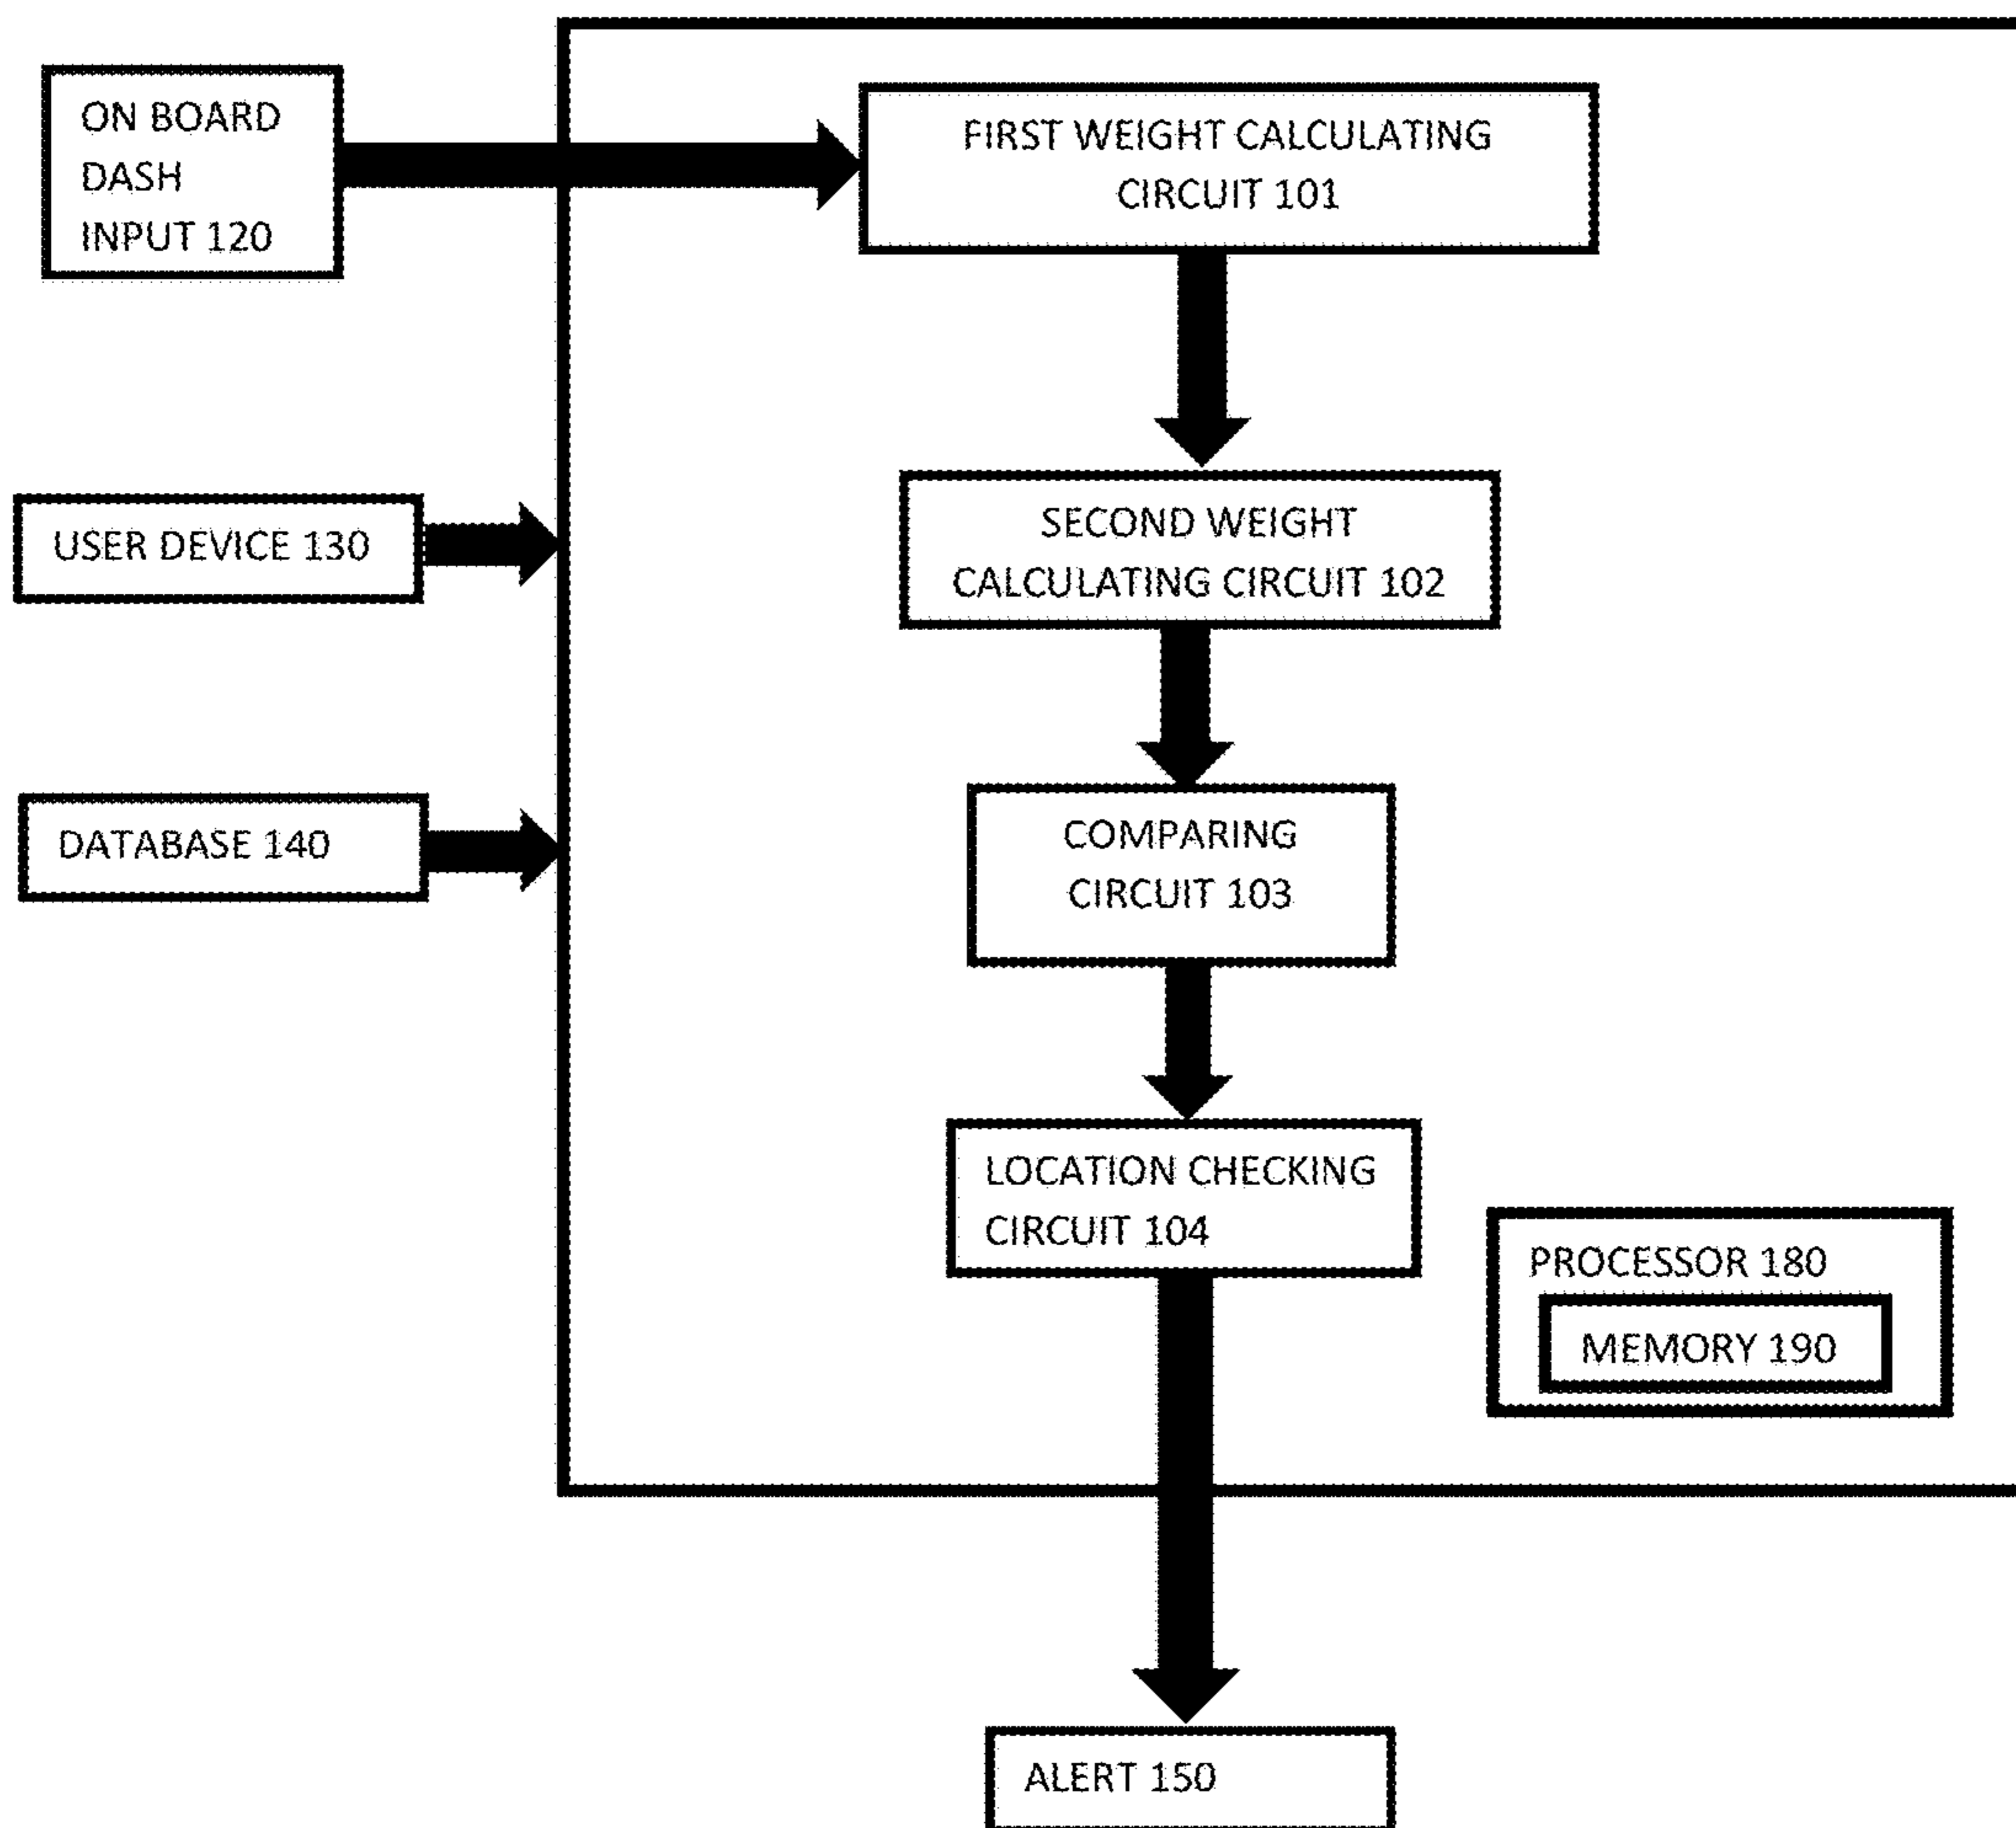 ON BOARD
DASH
INPUT 120
FIRST WEIGHT CALCULATING
CIRCUIT 101
SECOND WEIGHT
CALCULATING CIRCUIT 102
USER DEVICE 130
DATABASE 140
COMPARING
CIRCUIT 103
LOCATION CHECKING
CIRCUIT 104
PROCESSOR 180
MEMORY 190
ALERT 150